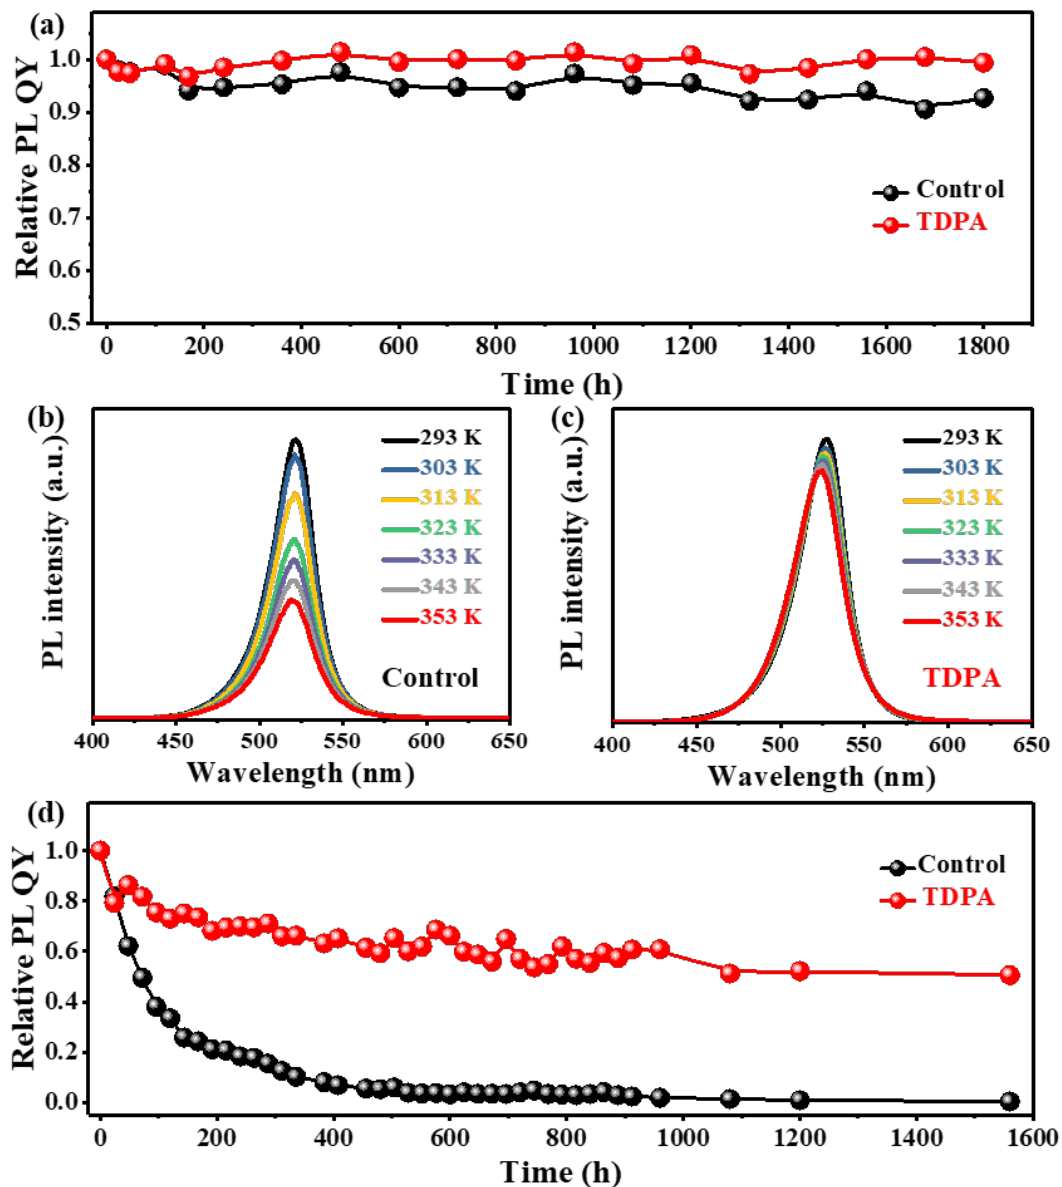 (a)
Relative PL QY
1.0
0.9
0.8
0.7
0.6
0.5
Control
TDPA
0 200 400 600 800 1000 1200 1400 1600 1800
Time (h)
(b)
PL intensity (a.u.)
293 K
303 K
313 K
323 K
333 K
343 K
353 K
Control
400 450 500 550 600 650
Wavelength (nm)
(c)
PL intensity (a.u.)
293 K
303 K
313 K
323 K
333 K
343 K
353 K
TDPA
400 450 500 550 600 650
Wavelength (nm)
(d)
Relative PL QY
1.0
0.8
0.6
0.4
0.2
0.0
Control
TDPA
0 200 400 600 800 1000 1200 1400 1600
Time (h)